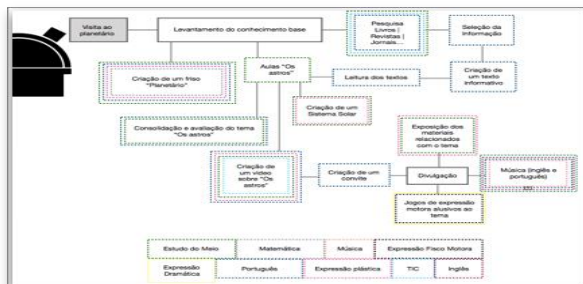 Visita ao
planetário
Levantamento do conhecimento base
Pesquisa
Livros |
Revistas |
Jornais...
Seleção da
Informação
Criação de um friso
"Planetário"
Aulas "Os
astros"
Leitura dos textos
Criação de
um texto
informativo
Criação de um
Sistema Solar
Consolidação e avaliação do tema
"Os astros"
Exposição dos
materiais
relacionados
com o tema
Criação de
um vídeo
sobre "Os
astros"
Criação de um
convite
Divulgação
Música (inglês e
português)
Jogos de expressão
motora alusivos ao
tema
Estudo do Meio
Matemática
Música
Expressão Fisco Motora
Expressão
Dramática
Português
Expressão plástica
TIC
Inglês